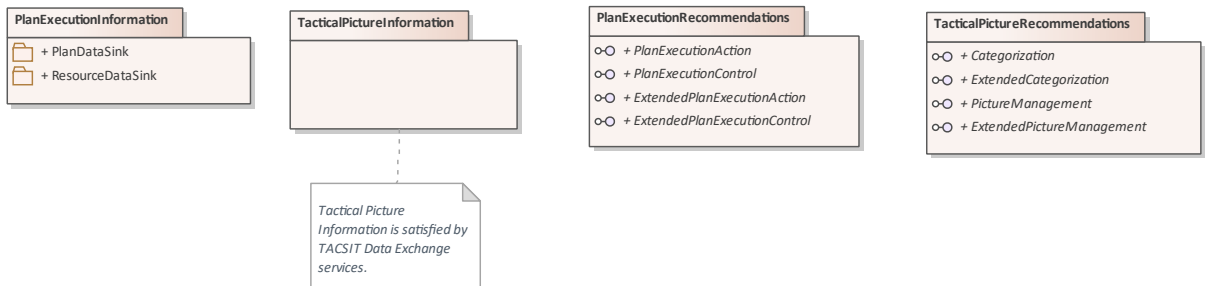 PlanExecutionInformation
+ PlanDataSink
+ ResourceDataSink
TacticalPictureInformation
Tactical Picture
Information is satisfied by
TACSIT Data Exchange
services.
PlanExecutionRecommendations
+ PlanExecutionAction
+ PlanExecutionControl
+ ExtendedPlanExecutionAction
+ ExtendedPlanExecutionControl
TacticalPictureRecommendations
+ Categorization
+ ExtendedCategorization
+ PictureManagement
+ ExtendedPictureManagement